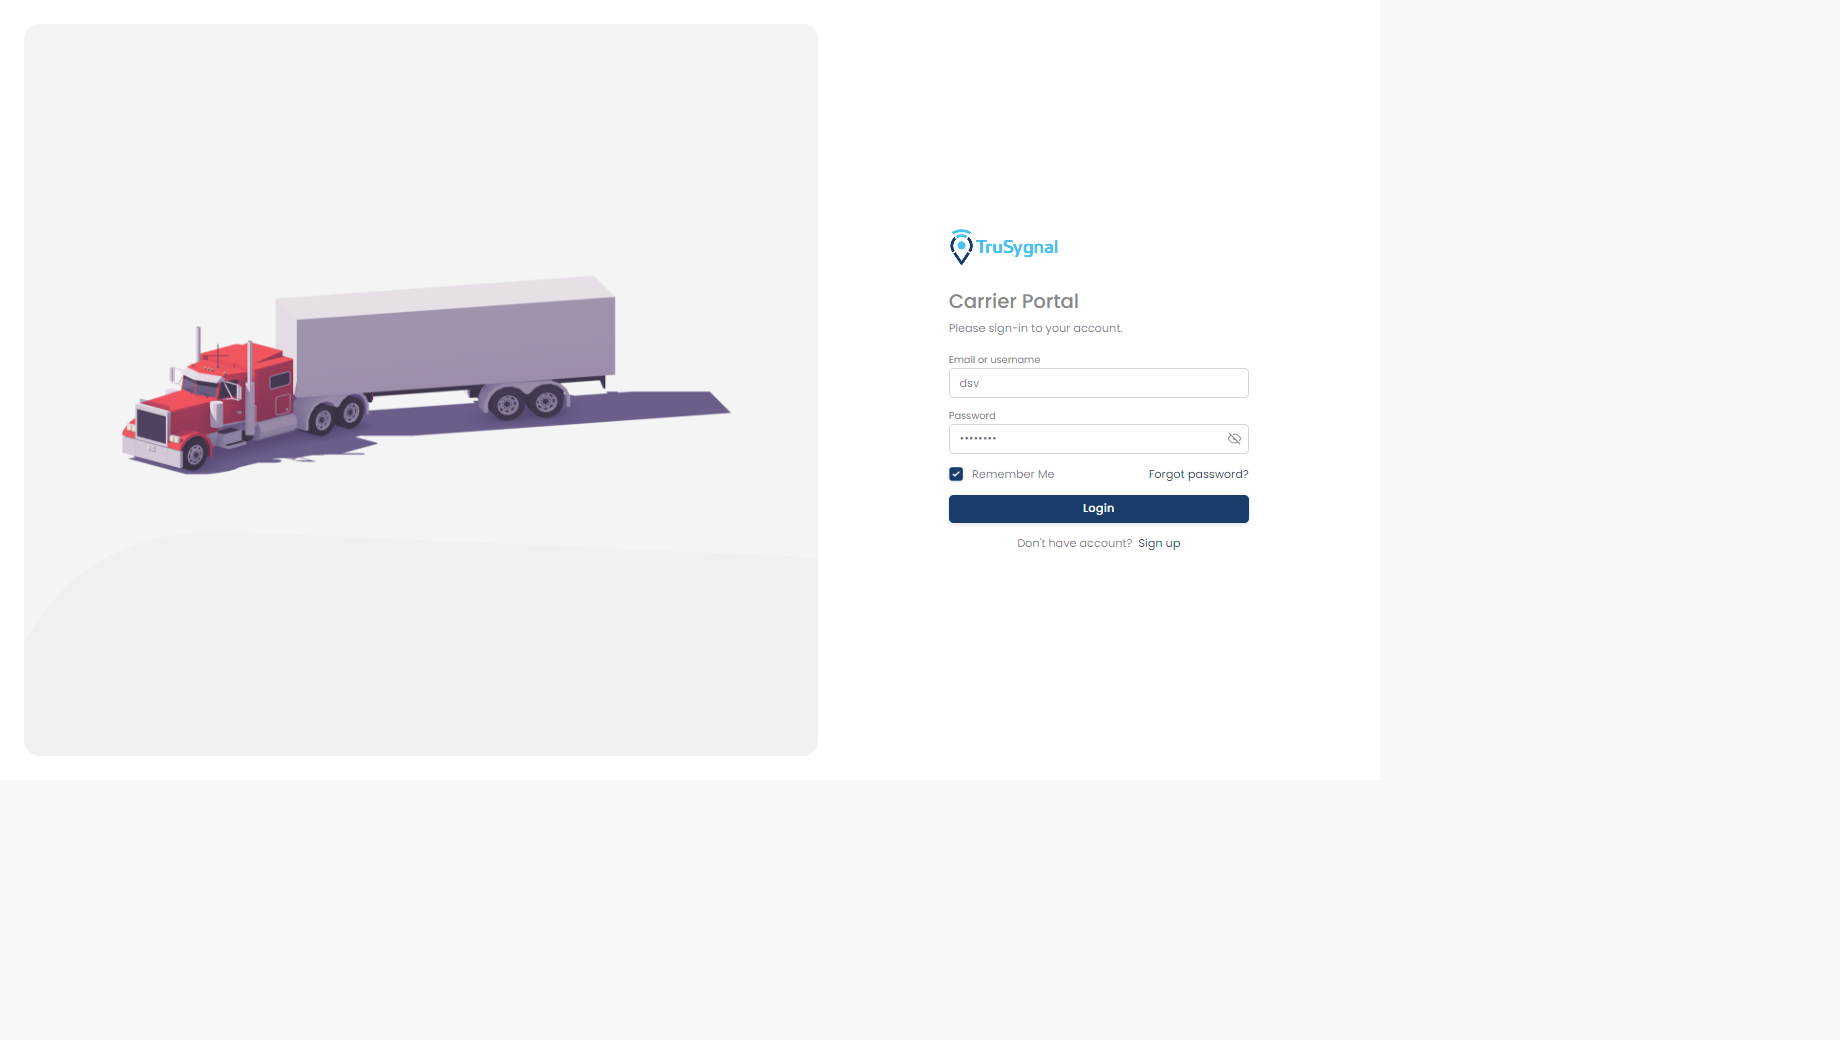 TruSygnal
Carrier Portal
Please sign-in to your account.
Email or username
dsv
Password
••••••••
Remember Me
Forgot password?
Login
Don't have account? Sign up